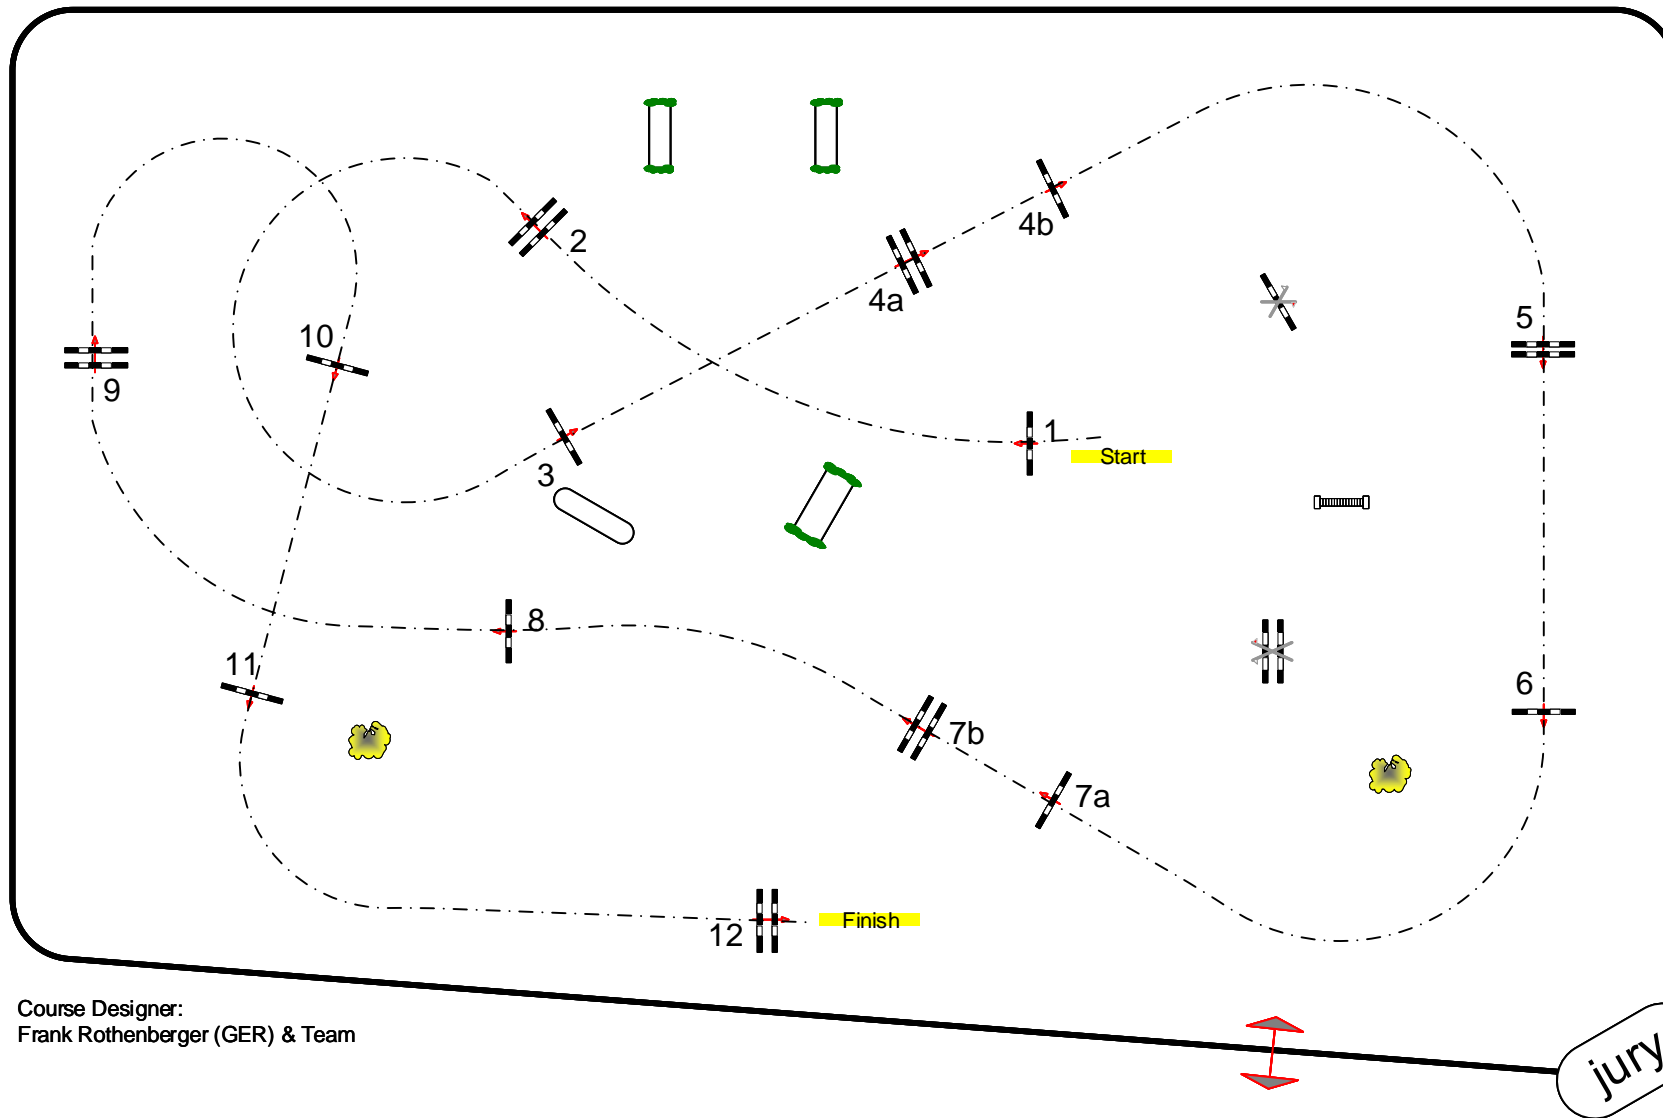 2
4b
4a
5
10
9
1
Start
3
8
11
6
7b
7a
12
Finish
Course Designer:
Frank Rothenberger (GER) & Team
jury